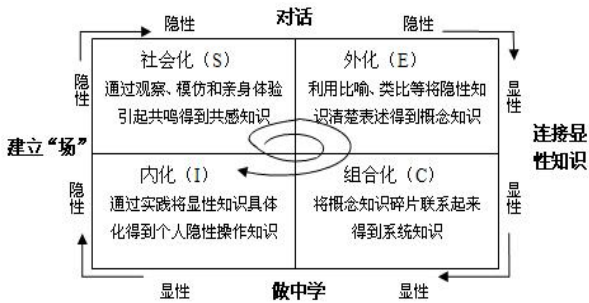 对话
隐性
隐性
隐性
社会化（S）
通过观察、模仿和亲身体验
引起共鸣得到共感知识
外化（E）
利用比喻、类比等将隐性知
识清楚表述得到概念知识
显性
建立“场”
连接显
性知识
隐性
内化（I）
通过实践将显性知识具体
化得到个人隐性操作知识
组合化（C）
将概念知识碎片联系起来
得到系统知识
显性
显性
做中学
显性